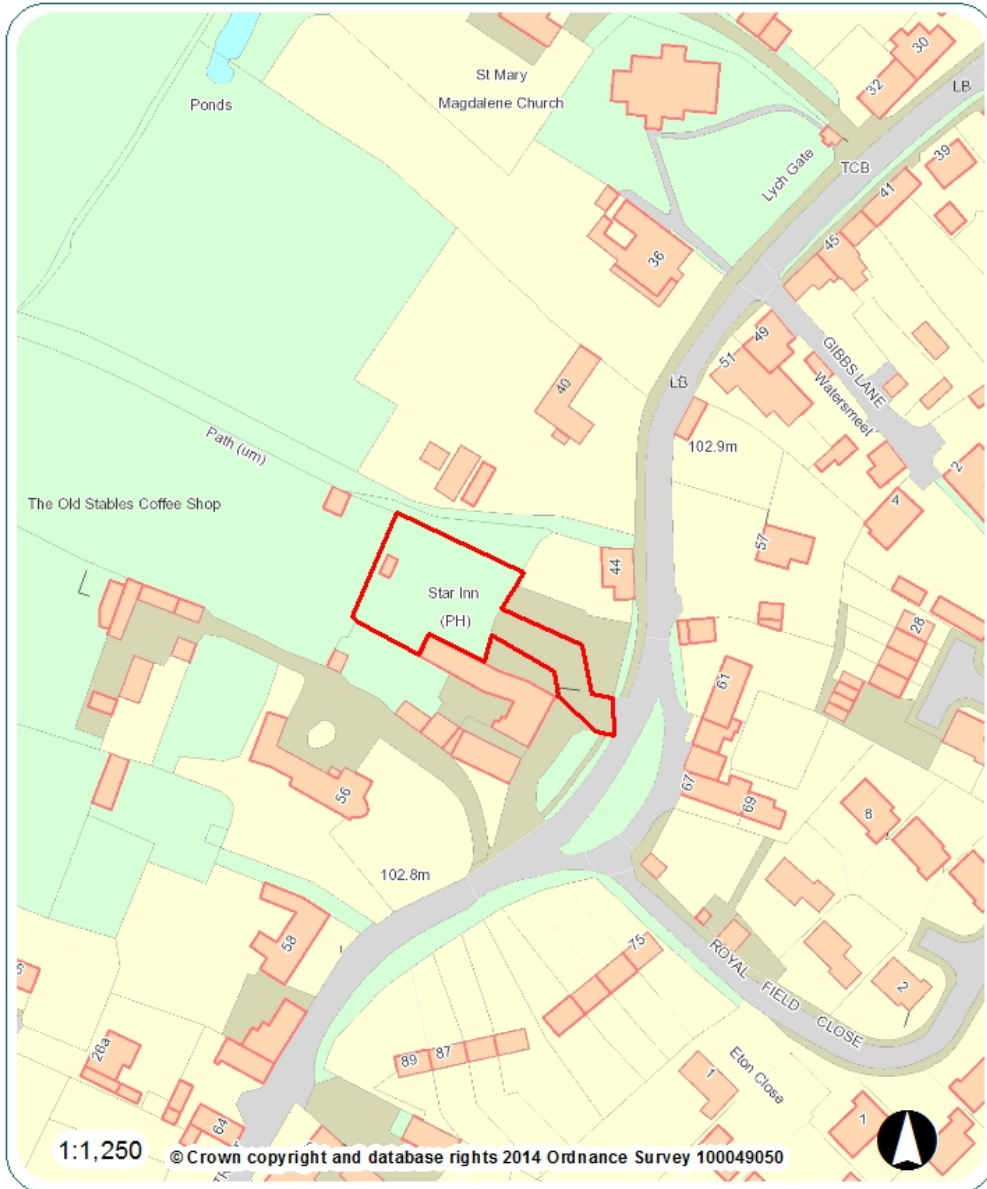 30
32
LB
St Mary
Magdalene Church
Ponds
TCB
39
Lych Gate
41
45
36
GIBBS LANE
49
51
Watersmeet
LB
40
102.9m
2
Path (um)
4
The Old Stables Coffee Shop
57
44
Star Inn
(PH)
28
61
67
69
56
8
102.8m
75
58
ROYAL FIELD CLOSE
2
26a
89
87
Eton Close
1
1
64
1:1,250
© Crown copyright and database rights 2014 Ordnance Survey 100049050